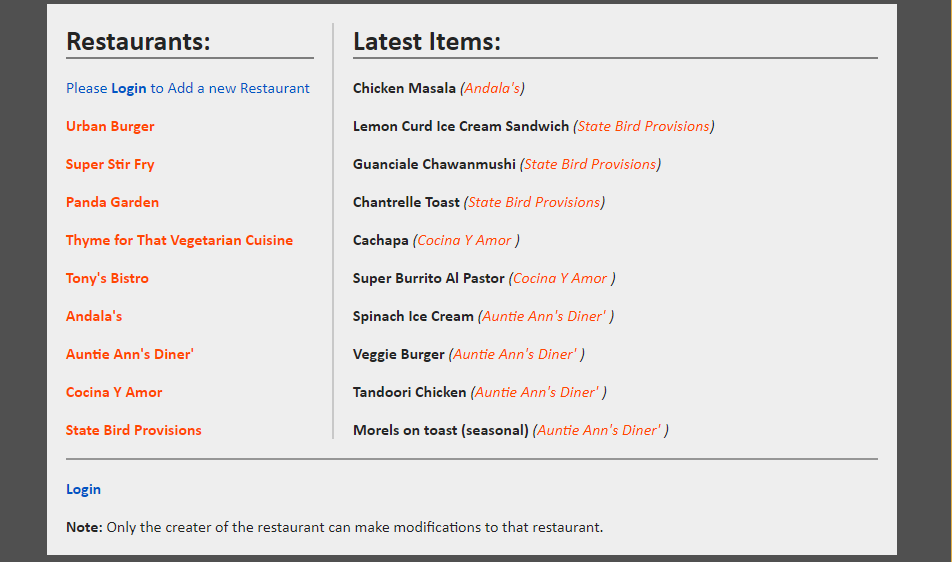 Restaurants:
Please Login to Add a new Restaurant
Urban Burger
Super Stir Fry
Panda Garden
Thyme for That Vegetarian Cuisine
Tony's Bistro
Andala's
Auntie Ann's Diner'
Cocina Y Amor
State Bird Provisions
Latest Items:
Chicken Masala (Andala's)
Lemon Curd Ice Cream Sandwich (State Bird Provisions)
Guanciale Chawanmushi (State Bird Provisions)
Chantrelle Toast (State Bird Provisions)
Cachapa (Cocina Y Amor )
Super Burrito Al Pastor (Cocina Y Amor )
Spinach Ice Cream (Auntie Ann's Diner' )
Veggie Burger (Auntie Ann's Diner' )
Tandoori Chicken (Auntie Ann's Diner' )
Morels on toast (seasonal) (Auntie Ann's Diner' )
Login
Note: Only the creater of the restaurant can make modifications to that restaurant.